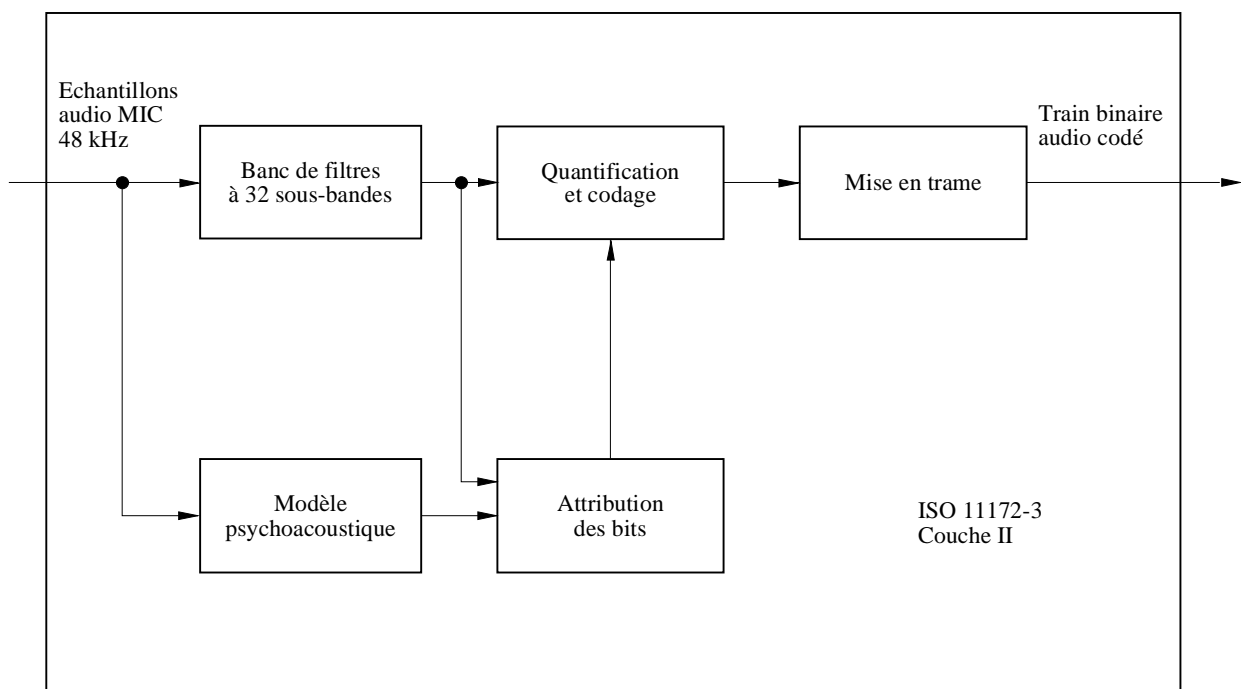 Echantillons
audio MIC
48 kHz
Banc de filtres
à 32 sous-bandes
Quantification
et codage
Mise en trame
Train binaire
audio codé
Modèle
psychoacoustique
Attribution
des bits
ISO 11172-3
Couche II